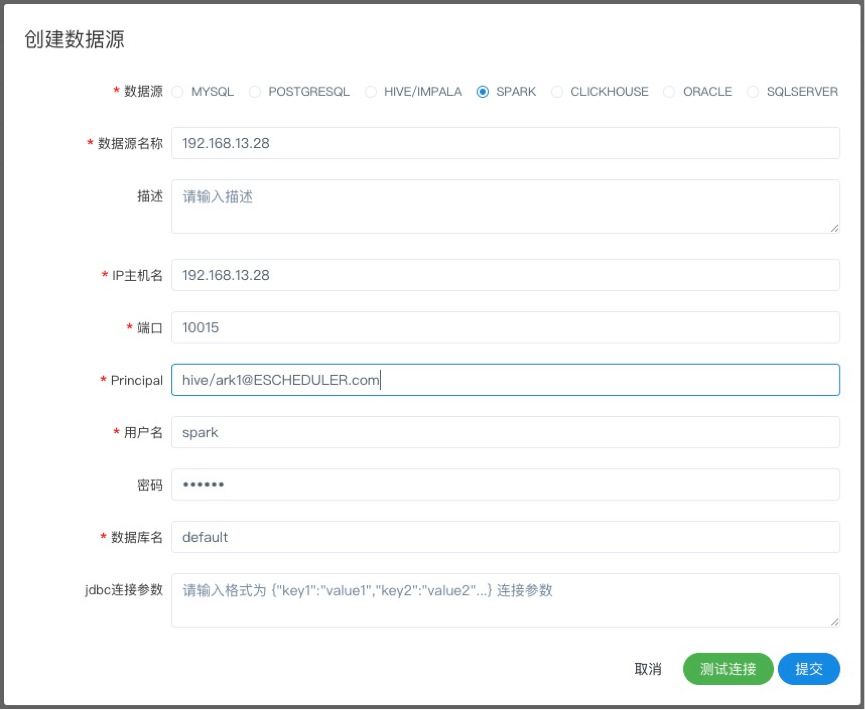 创建数据源
* 数据源 MYSQL POSTGRESQL HIVE/IMPALA SPARK CLICKHOUSE ORACLE SQLSERVER
* 数据源名称 192.168.13.28
描述 请输入描述
* IP主机名 192.168.13.28
* 端口 10015
* Principal hive/ark1@ESCHEDULER.com
* 用户名 spark
密码 ••••••
* 数据库名 default
jdbc连接参数 请输入格式为 {"key1":"value1","key2":"value2"...} 连接参数
取消 测试连接 提交